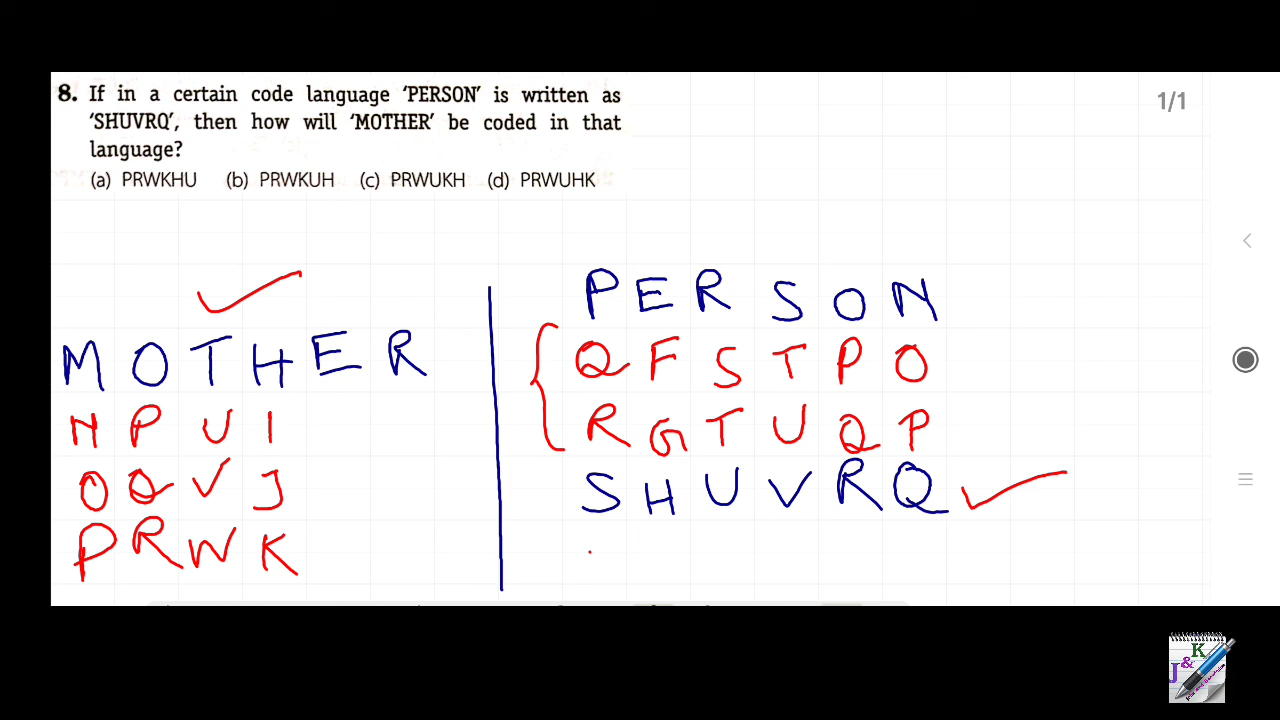 8. If in a certain code language ‘PERSON’ is written as
‘SHUVRQ’, then how will ‘MOTHER’ be coded in that
language?
(a) PRWKHU (b) PRWKUH (c) PRWUKH (d) PRWUHK
1/1
M O T H E R
N P U I
O Q V J
P R W K
P E R S O N
Q F S T P O
R G T U Q P
S H U V R Q
J & K